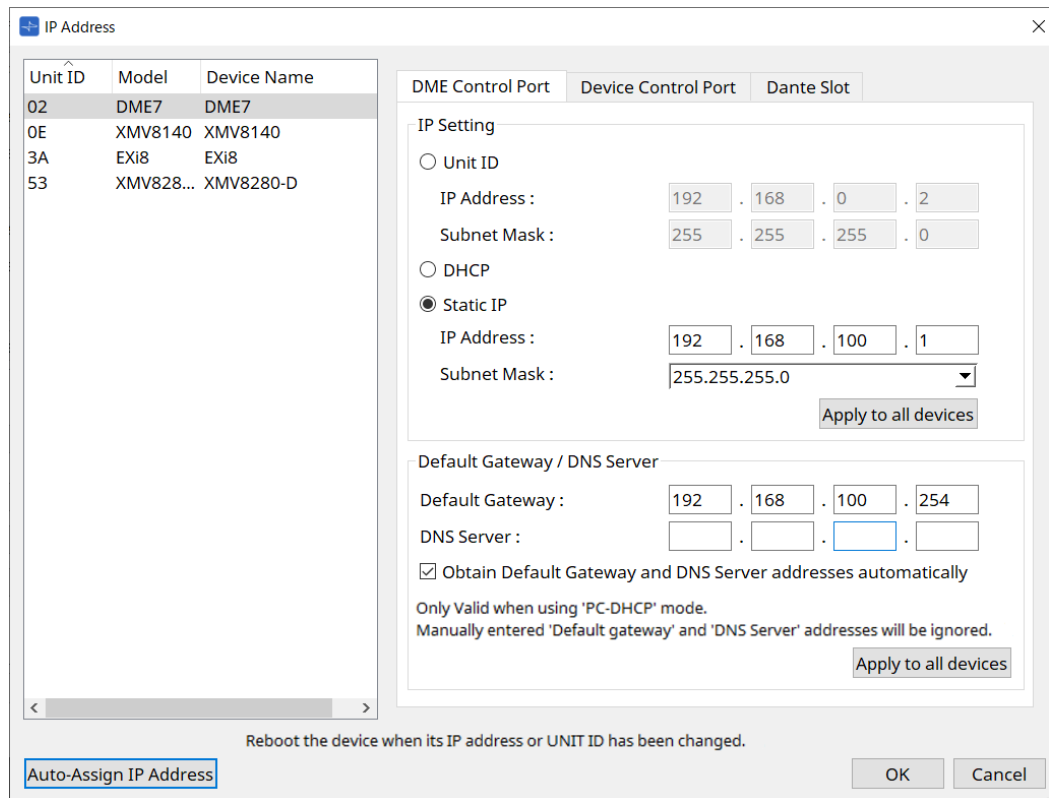 IP Address
Unit ID Model Device Name
02 DME7 DME7
0E XMV8140 XMV8140
3A EXi8 EXi8
53 XMV828... XMV8280-D
DME Control Port Device Control Port Dante Slot
IP Setting
Unit ID
IP Address : 192 . 168 . 0 . 2
Subnet Mask : 255 . 255 . 255 . 0
DHCP
Static IP
IP Address : 192 . 168 . 100 . 1
Subnet Mask : 255.255.255.0
Apply to all devices
Default Gateway / DNS Server
Default Gateway : 192 . 168 . 100 . 254
DNS Server : . . .
Obtain Default Gateway and DNS Server addresses automatically
Only Valid when using 'PC-DHCP' mode.
Manually entered 'Default gateway' and 'DNS Server' addresses will be ignored.
Apply to all devices
Reboot the device when its IP address or UNIT ID has been changed.
Auto-Assign IP Address OK Cancel